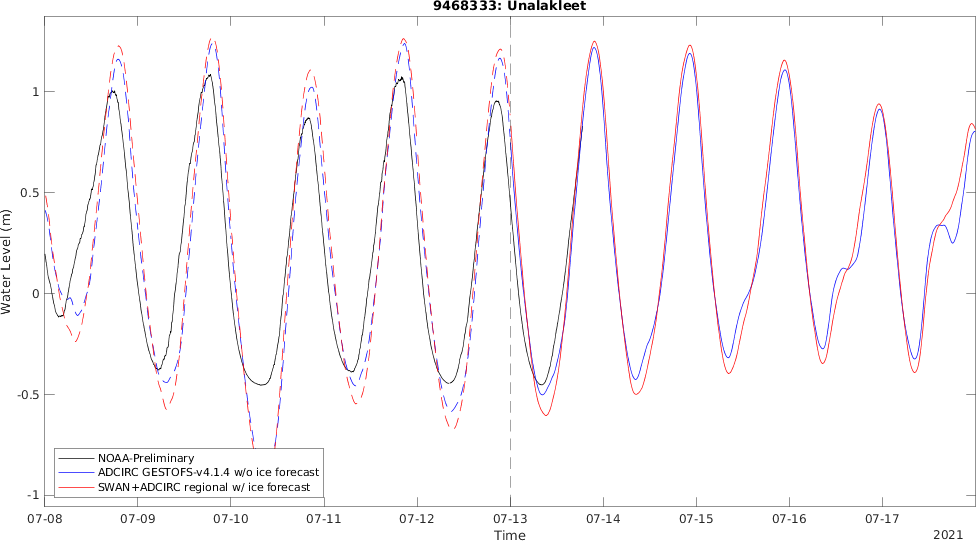 9468333: Unalakleet
Water Level (m)
1
0.5
0
-0.5
-1
NOAA-Preliminary
ADCIRC GESTOFS-v4.1.4 w/o ice forecast
SWAN+ADCIRC regional w/ ice forecast
07-08 07-09 07-10 07-11 07-12 07-13 07-14 07-15 07-16 07-17
Time
2021